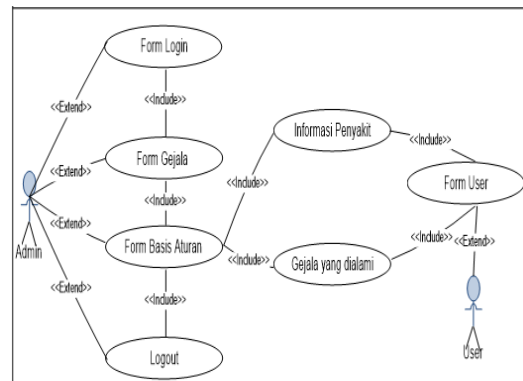 Form Login
<<Extend>>
<<Include>>
Informasi Penyakit
<<Include>>
<<Extend>>
Form Gejala
<<Include>>
<<Include>>
Form User
Admin
<<Extend>>
Form Basis Aturan
<<Include>>
Gejala yang dialami
<<Include>>
<<Extend>>
<<Extend>>
<<Include>>
Logout
User